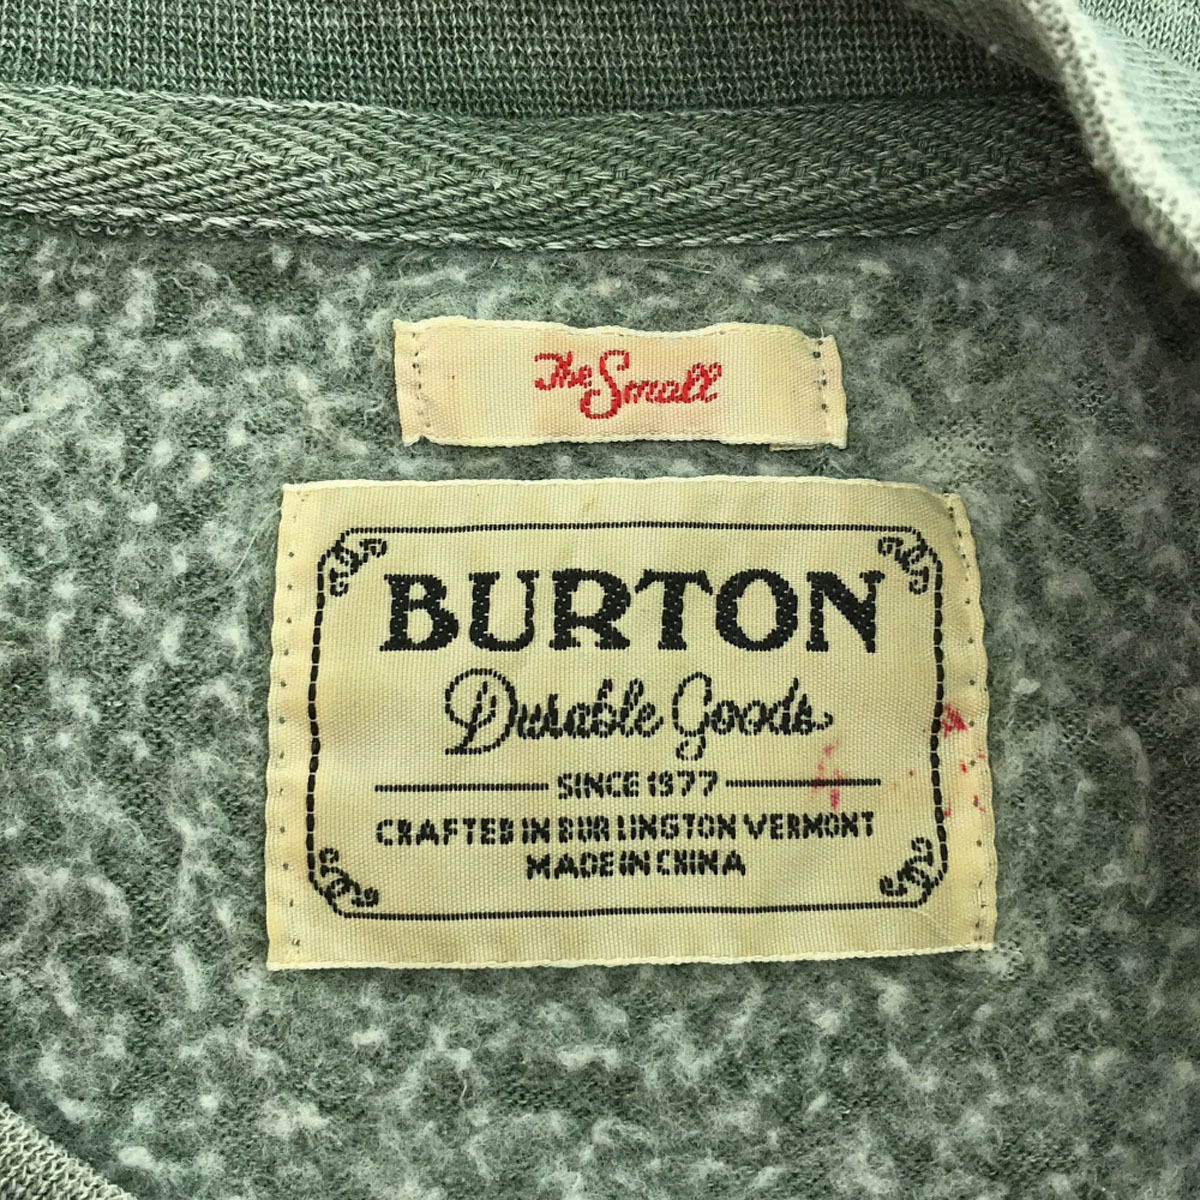 The Small
BURTON
Durable Goods
SINCE 1977
CRAFTED IN BURLINGTON VERMONT
MADE IN CHINA